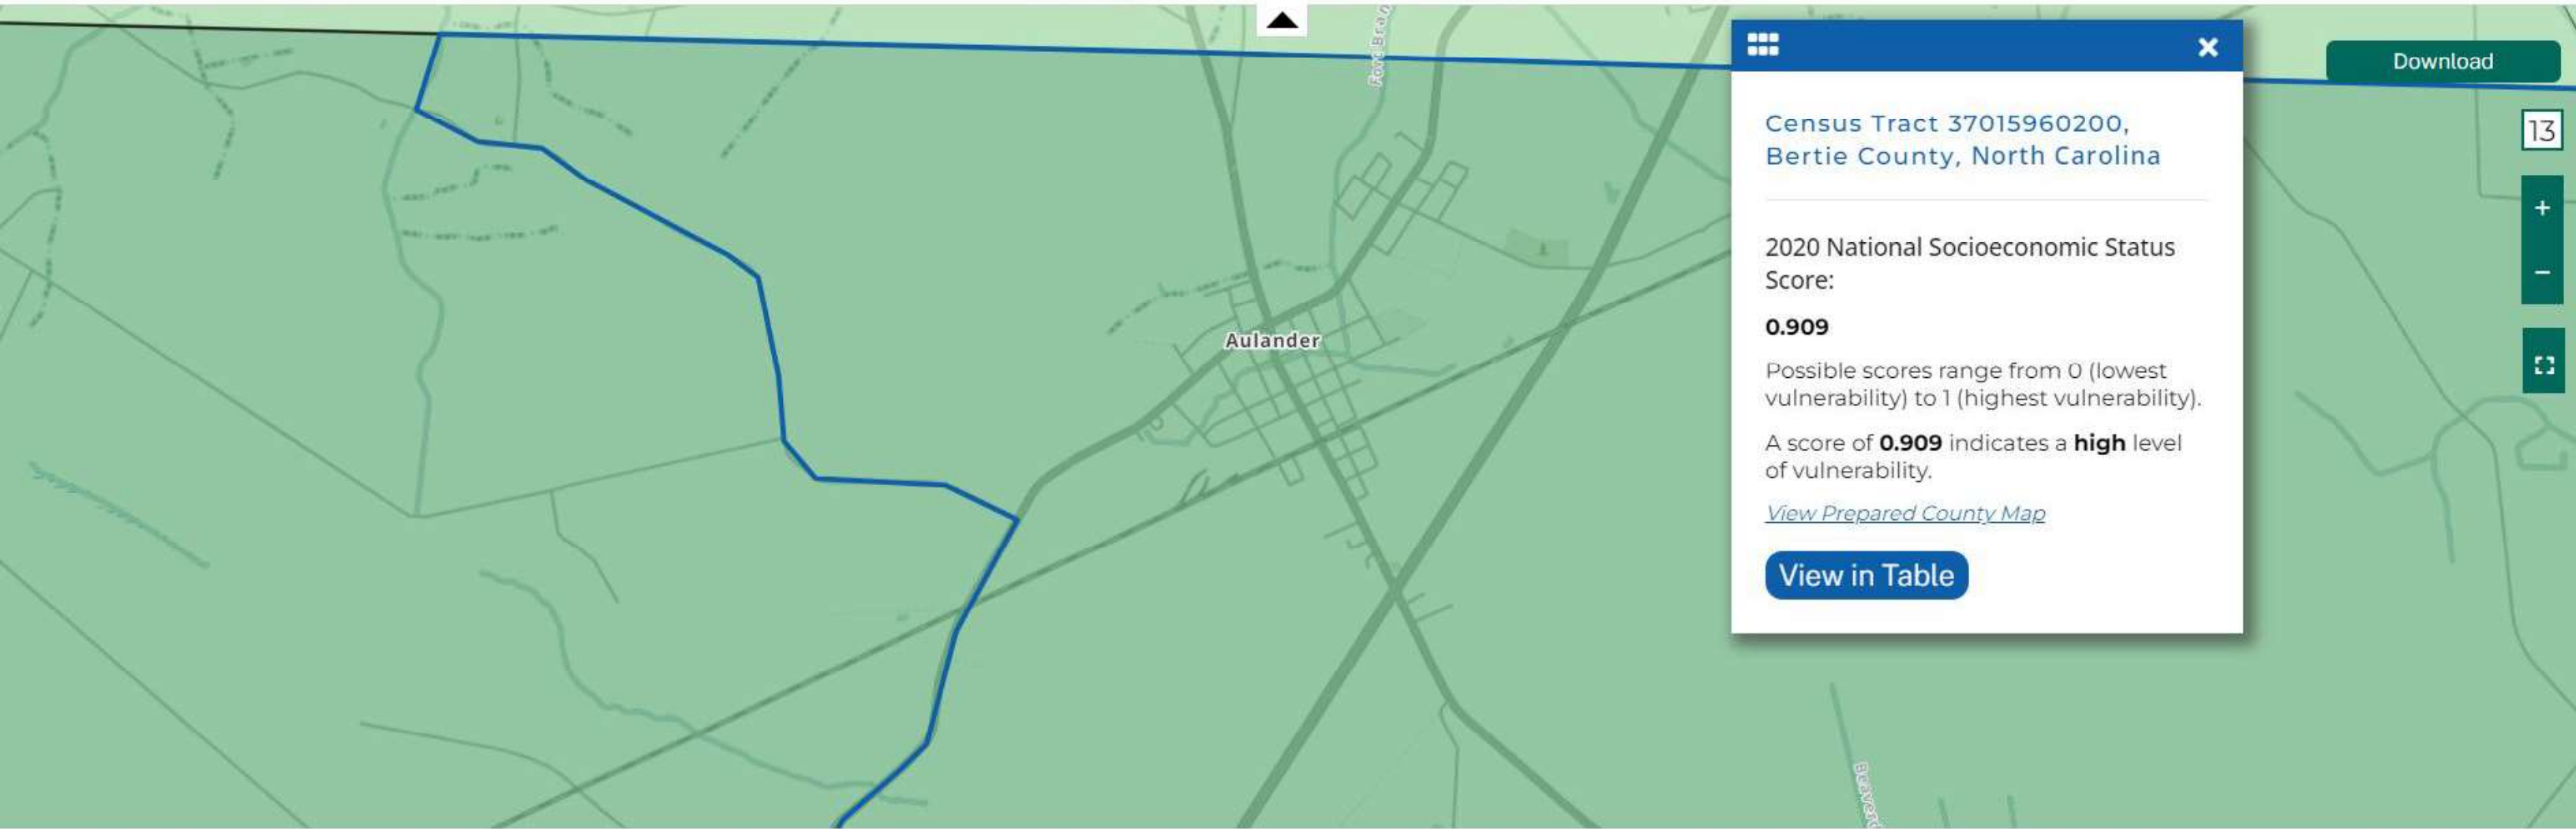 Ford Bran
Download
13
Census Tract 37015960200,
Bertie County, North Carolina
2020 National Socioeconomic Status
Score:
0.909
Possible scores range from 0 (lowest
vulnerability) to 1 (highest vulnerability).
A score of 0.909 indicates a high level
of vulnerability.
View Prepared County Map
View in Table
+
−
Aulander